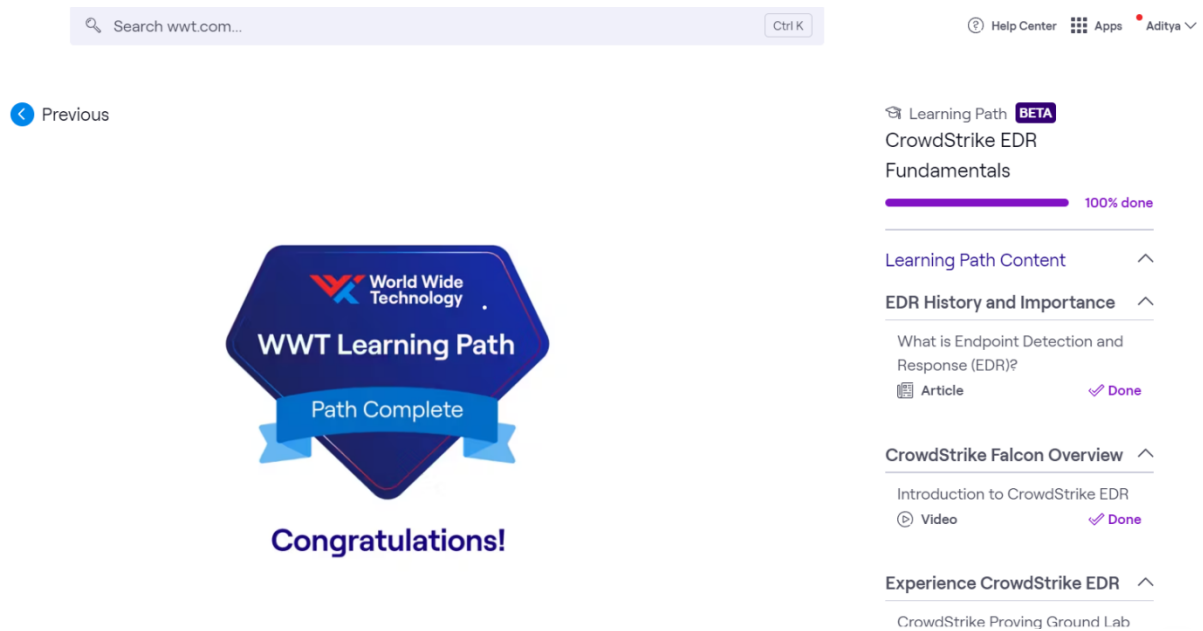 Search wwt.com...
Ctrl K
Help Center
Apps
Aditya
Previous
World Wide
Technology
WWT Learning Path
Path Complete
Congratulations!
Learning Path BETA
CrowdStrike EDR
Fundamentals
100% done
Learning Path Content
EDR History and Importance
What is Endpoint Detection and
Response (EDR)?
Article
Done
CrowdStrike Falcon Overview
Introduction to CrowdStrike EDR
Video
Done
Experience CrowdStrike EDR
CrowdStrike Proving Ground Lab